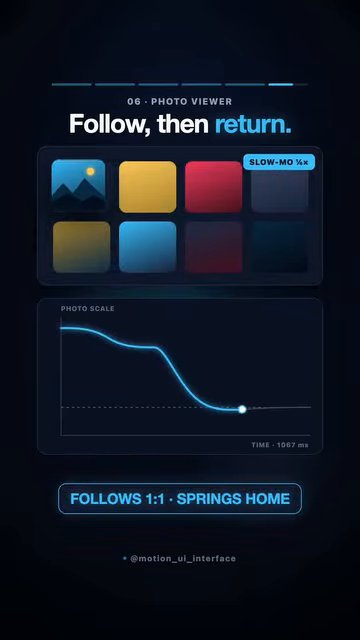 06 · PHOTO VIEWER
Follow, then return.
SLOW-MO ¼×
PHOTO SCALE
TIME · 1067 ms
FOLLOWS 1:1 · SPRINGS HOME
@motion_ui_interface